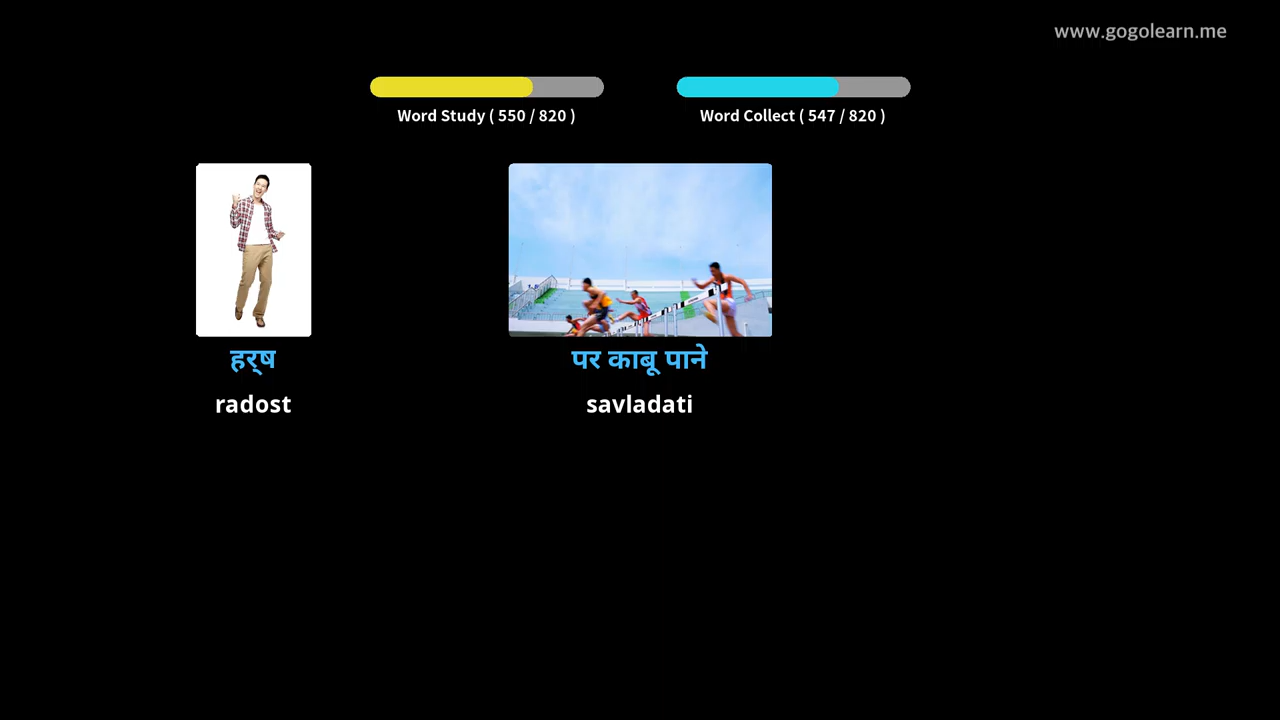 www.gogolearn.me
Word Study ( 550 / 820 )
Word Collect ( 547 / 820 )
हर्‌ष
पर काबू पाने
radost
savladati